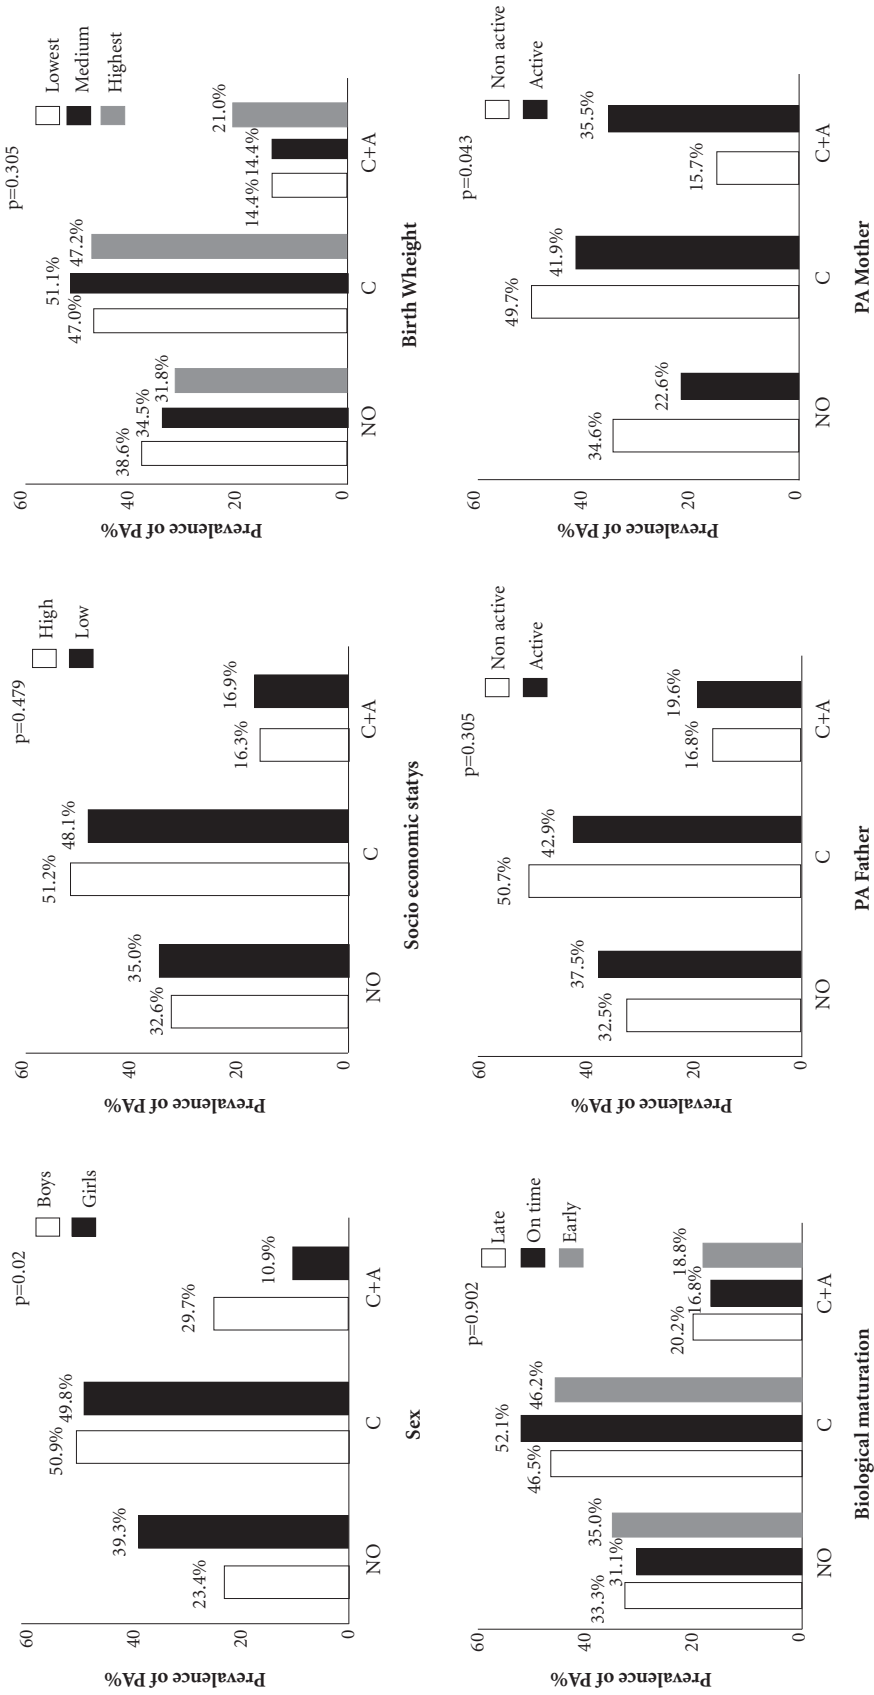 p=0.02
Boys
Girls
Prevalence of PA%
60
40
20
0
23.4%
39.3%
50.9%
49.8%
29.7%
10.9%
NO
C
C+A
Sex
p=0.479
High
Low
Prevalence of PA%
60
40
20
0
32.6%
35.0%
51.2%
48.1%
16.3%
16.9%
NO
C
C+A
Socio economic statys
p=0.305
Lowest
Medium
Highest
Prevalence of PA%
60
40
20
0
38.6%
34.5%
31.8%
47.0%
51.1%
47.2%
14.4%
14.4%
21.0%
NO
C
C+A
Birth Wheight
p=0.902
Late
On time
Early
Prevalence of PA%
60
40
20
0
33.3%
31.1%
35.0%
46.5%
52.1%
46.2%
20.2%
16.8%
18.8%
NO
C
C+A
Biological maturation
p=0.305
Non active
Active
Prevalence of PA%
60
40
20
0
32.5%
37.5%
50.7%
42.9%
16.8%
19.6%
NO
C
C+A
PA Father
p=0.043
Non active
Active
Prevalence of PA%
60
40
20
0
34.6%
22.6%
49.7%
41.9%
15.7%
35.5%
NO
C
C+A
PA Mother